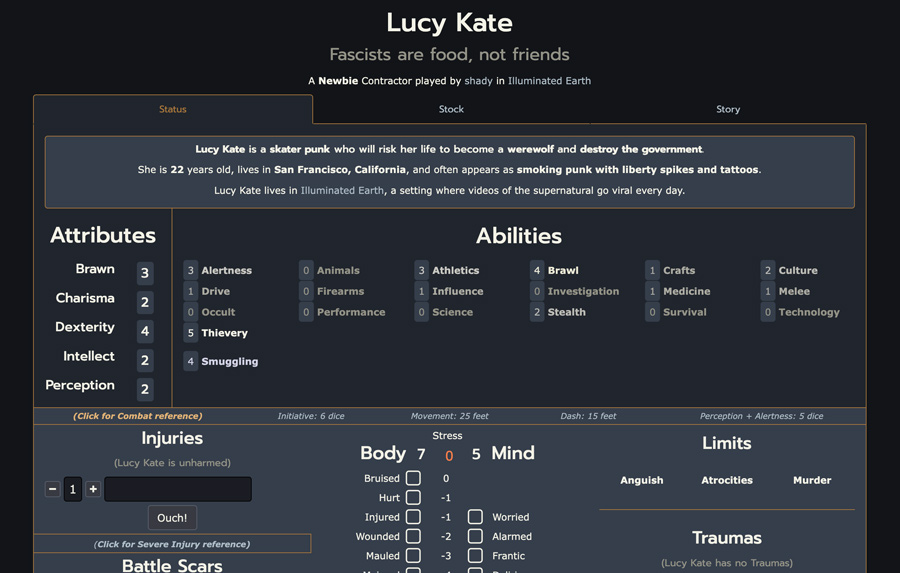 Lucy Kate
Fascists are food, not friends
A Newbie Contractor played by shady in Illuminated Earth
Status Stock Story
Lucy Kate is a skater punk who will risk her life to become a werewolf and destroy the government.
She is 22 years old, lives in San Francisco, California, and often appears as smoking punk with liberty spikes and tattoos.
Lucy Kate lives in Illuminated Earth, a setting where videos of the supernatural go viral every day.
Attributes
Brawn 3
Charisma 2
Dexterity 4
Intellect 2
Perception 2
Abilities
3 Alertness 0 Animals 3 Athletics 4 Brawl 1 Crafts 2 Culture
1 Drive 0 Firearms 1 Influence 0 Investigation 1 Medicine 1 Melee
0 Occult 0 Performance 0 Science 2 Stealth 0 Survival 0 Technology
5 Thievery
4 Smuggling
(Click for Combat reference) Initiative: 6 dice Movement: 25 feet Dash: 15 feet Perception + Alertness: 5 dice
Injuries
(Lucy Kate is unharmed)
− 1 +
Ouch!
(Click for Severe Injury reference)
Battle Scars
Stress
Body 7 0 5 Mind
Bruised 0
Hurt -1
Injured -1 Worried
Wounded -2 Alarmed
Mauled -3 Frantic
Limits
Anguish Atrocities Murder
Traumas
(Lucy Kate has no Traumas)